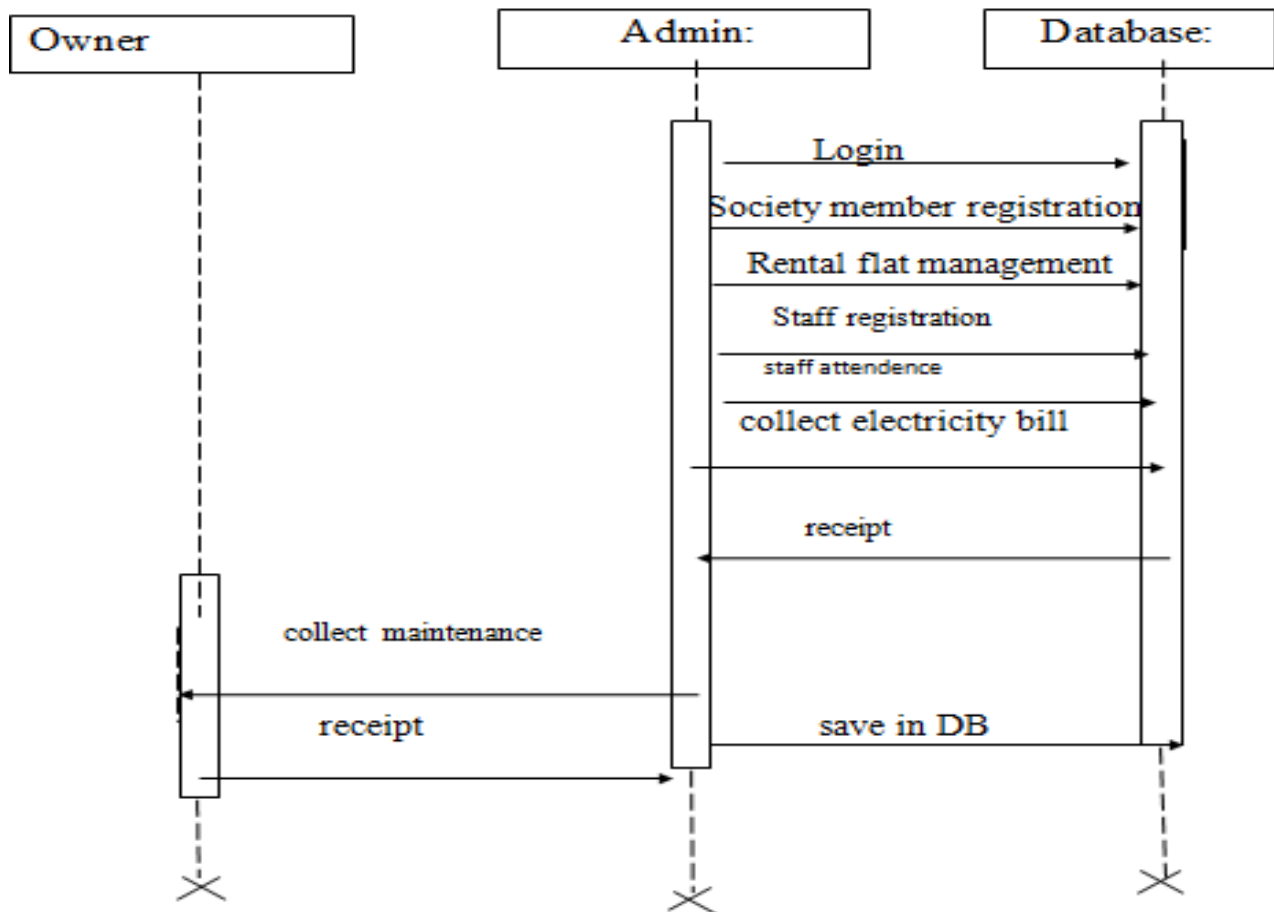 Owner
Admin:
Database:
Login
Society member registration
Rental flat management
Staff registration
staff attendence
collect electricity bill
receipt
collect maintenance
receipt
save in DB